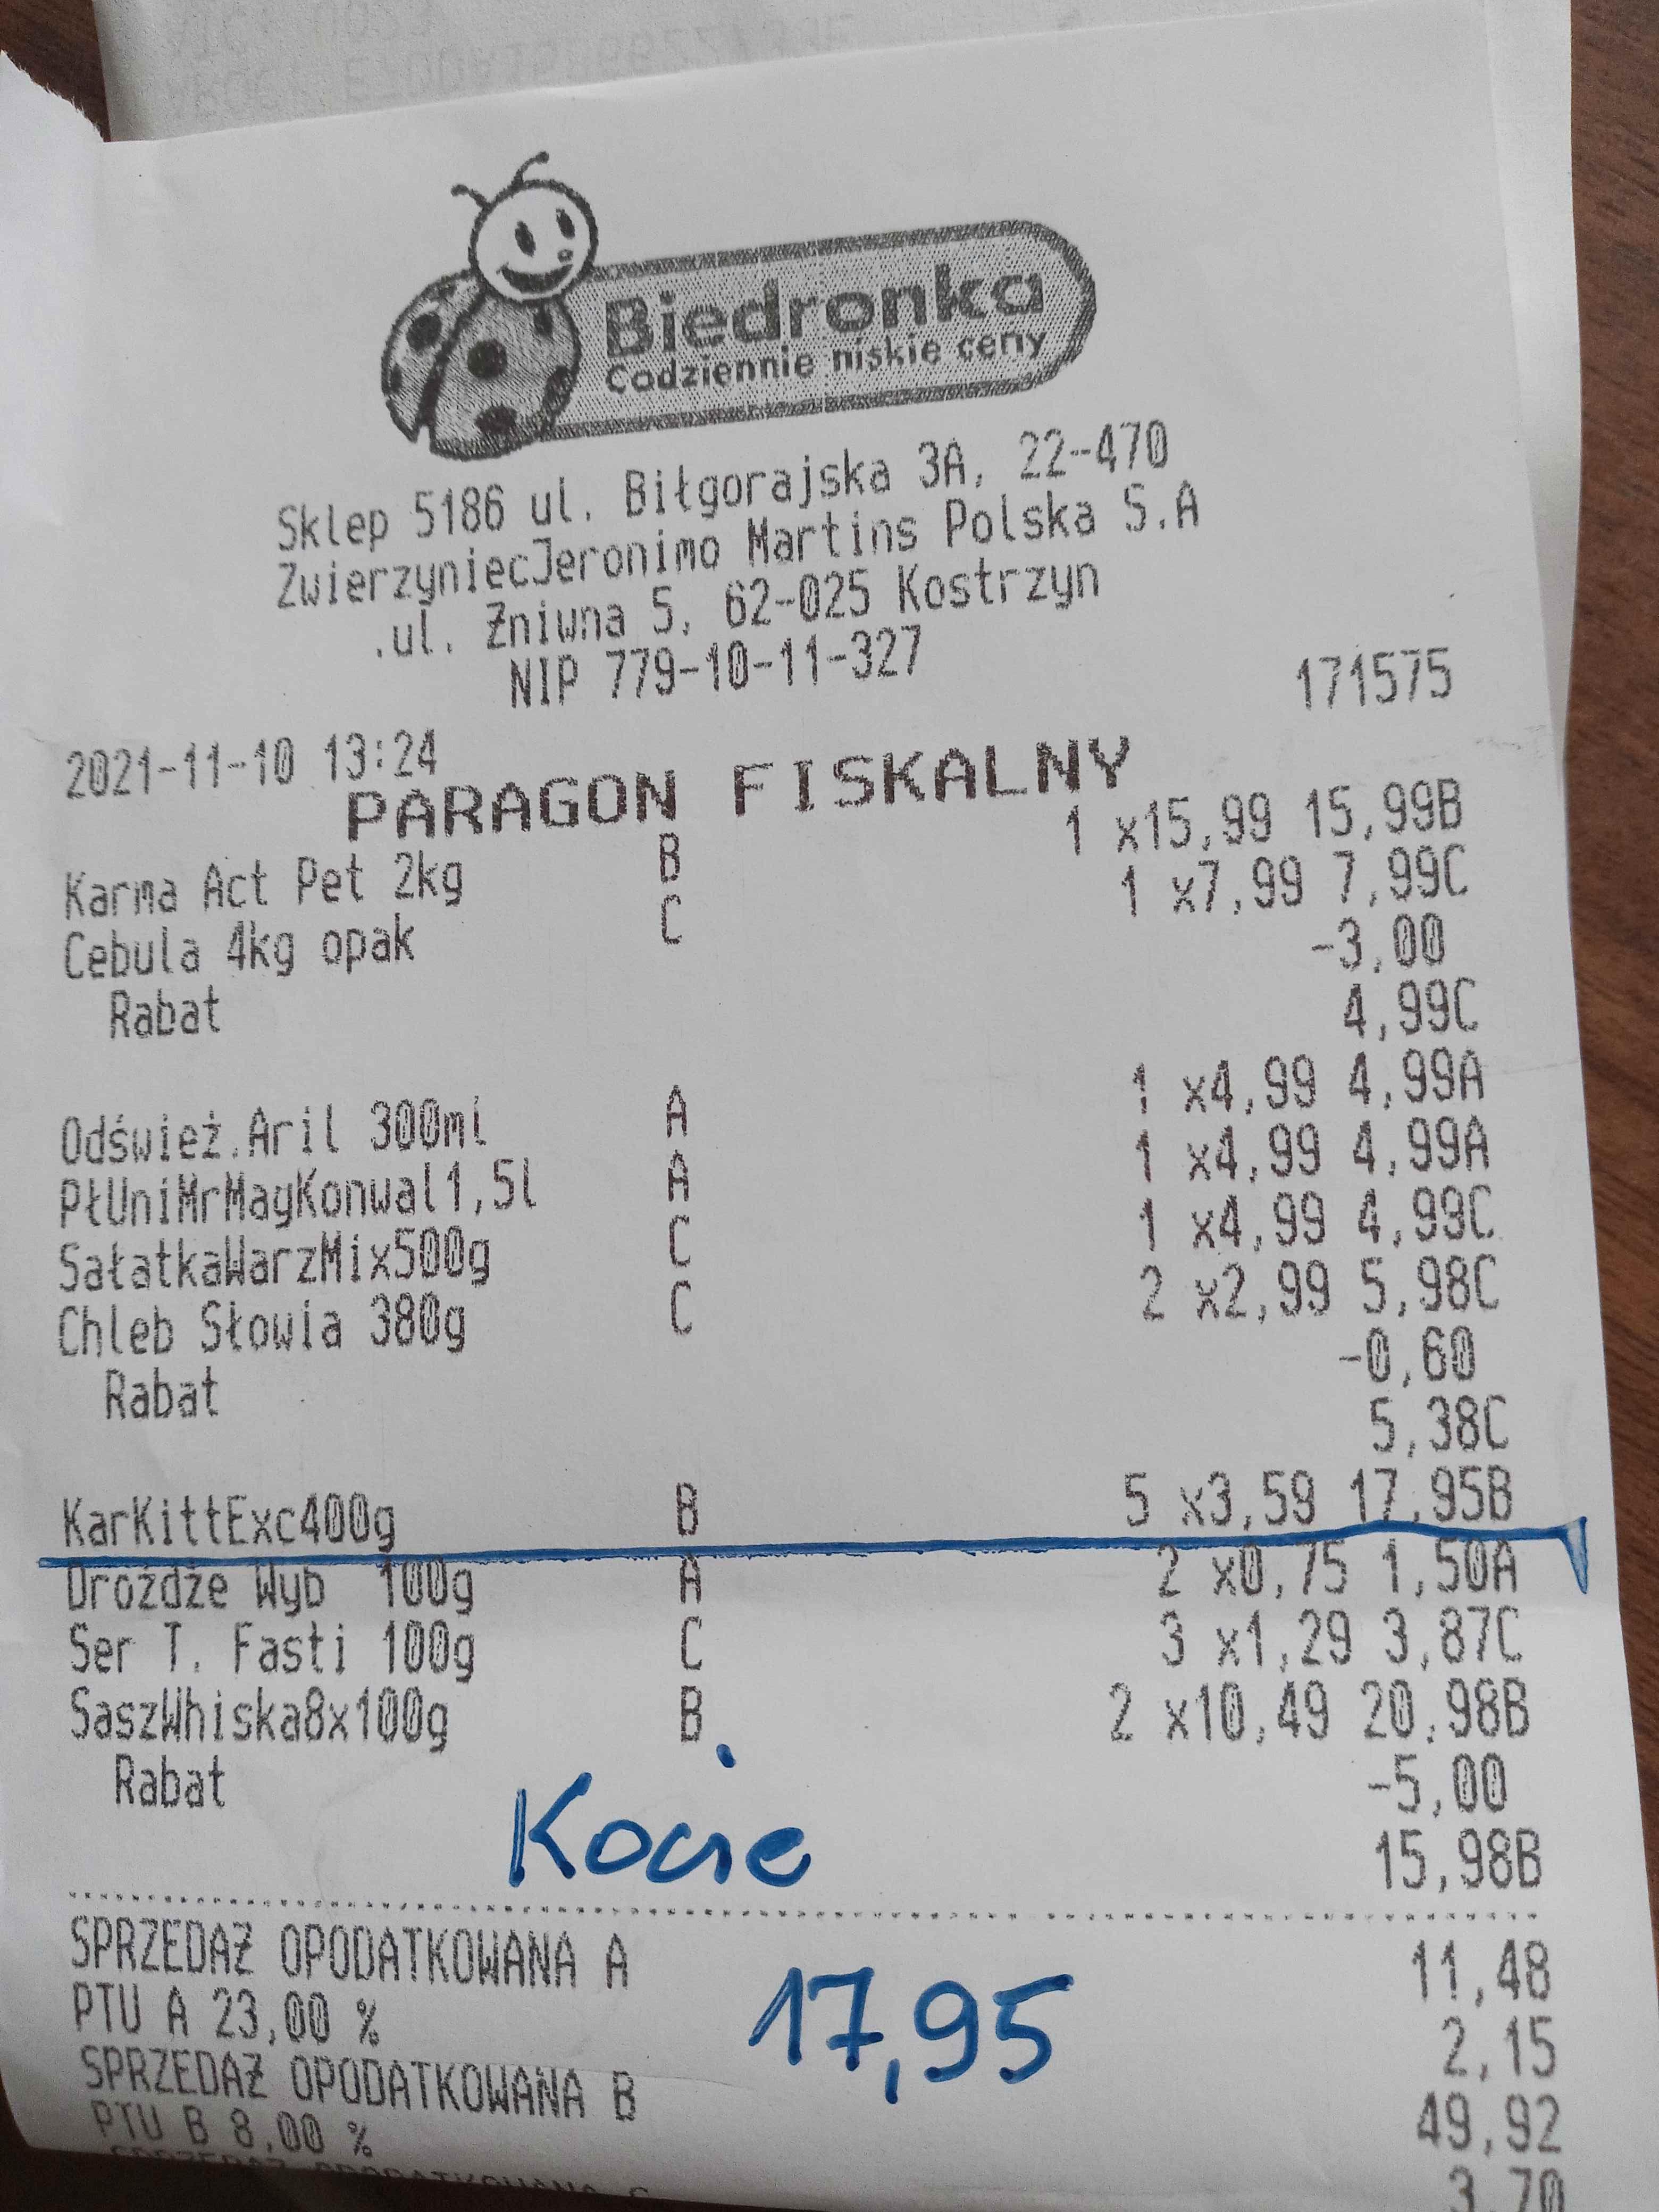 Biedronka
Codziennie niskie ceny
Sklep 5186 ul. Biłgorajska 3A, 22-470
ZwierzyniecJeronimo Martins Polska S.A
.ul. Żniwna 5, 62-025 Kostrzyn
NIP 779-10-11-327
2021-11-10 13:24 171575
PARAGON FISKALNY
Karma Act Pet 2kg B 1 x15,99 15,99B
Cebula 4kg opak C 1 x7,99 7,99C
Rabat -3,00
4,99C
Odśwież.Aril 300ml A 1 x4,99 4,99A
PłUniMrMagKonwal1,5l A 1 x4,99 4,99A
SałatkaWarzMix500g C 1 x4,99 4,99C
Chleb Słowia 380g C 2 x2,99 5,98C
Rabat -0,60
5,38C
KarKittExc400g B 5 x3,59 17,95B
Drożdże Wyb 100g A 2 x0,75 1,50A
Ser T. Fasti 100g C 3 x1,29 3,87C
SaszWhiska8x100g B 2 x10,49 20,98B
Rabat -5,00
Kocie
15,98B
SPRZEDAŻ OPODATKOWANA A 11,48
PTU A 23,00 % 2,15
17,95
SPRZEDAŻ OPODATKOWANA B 49,92
PTU B 8,00 % 3,70